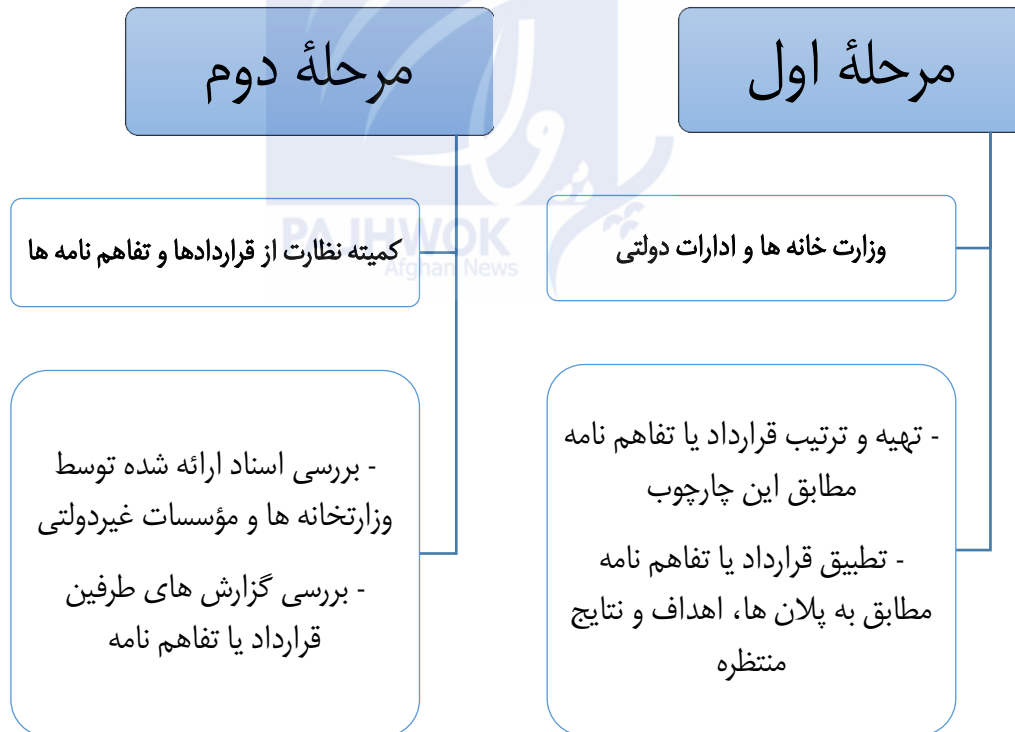 مرحلهٔ اول
وزارت خانه ها و ادارات دولتی
- تهیه و ترتیب قرارداد یا تفاهم نامه
مطابق این چارچوب
- تطبیق قرارداد یا تفاهم نامه
مطابق به پلان ها، اهداف و نتایج
منتظره
مرحلهٔ دوم
کمیته نظارت از قراردادها و تفاهم نامه ها
- بررسی اسناد ارائه شده توسط
وزارتخانه ها و مؤسسات غیردولتی
- بررسی گزارش های طرفین
قرارداد یا تفاهم نامه
پژواک
PAJHWOK
Afghan News